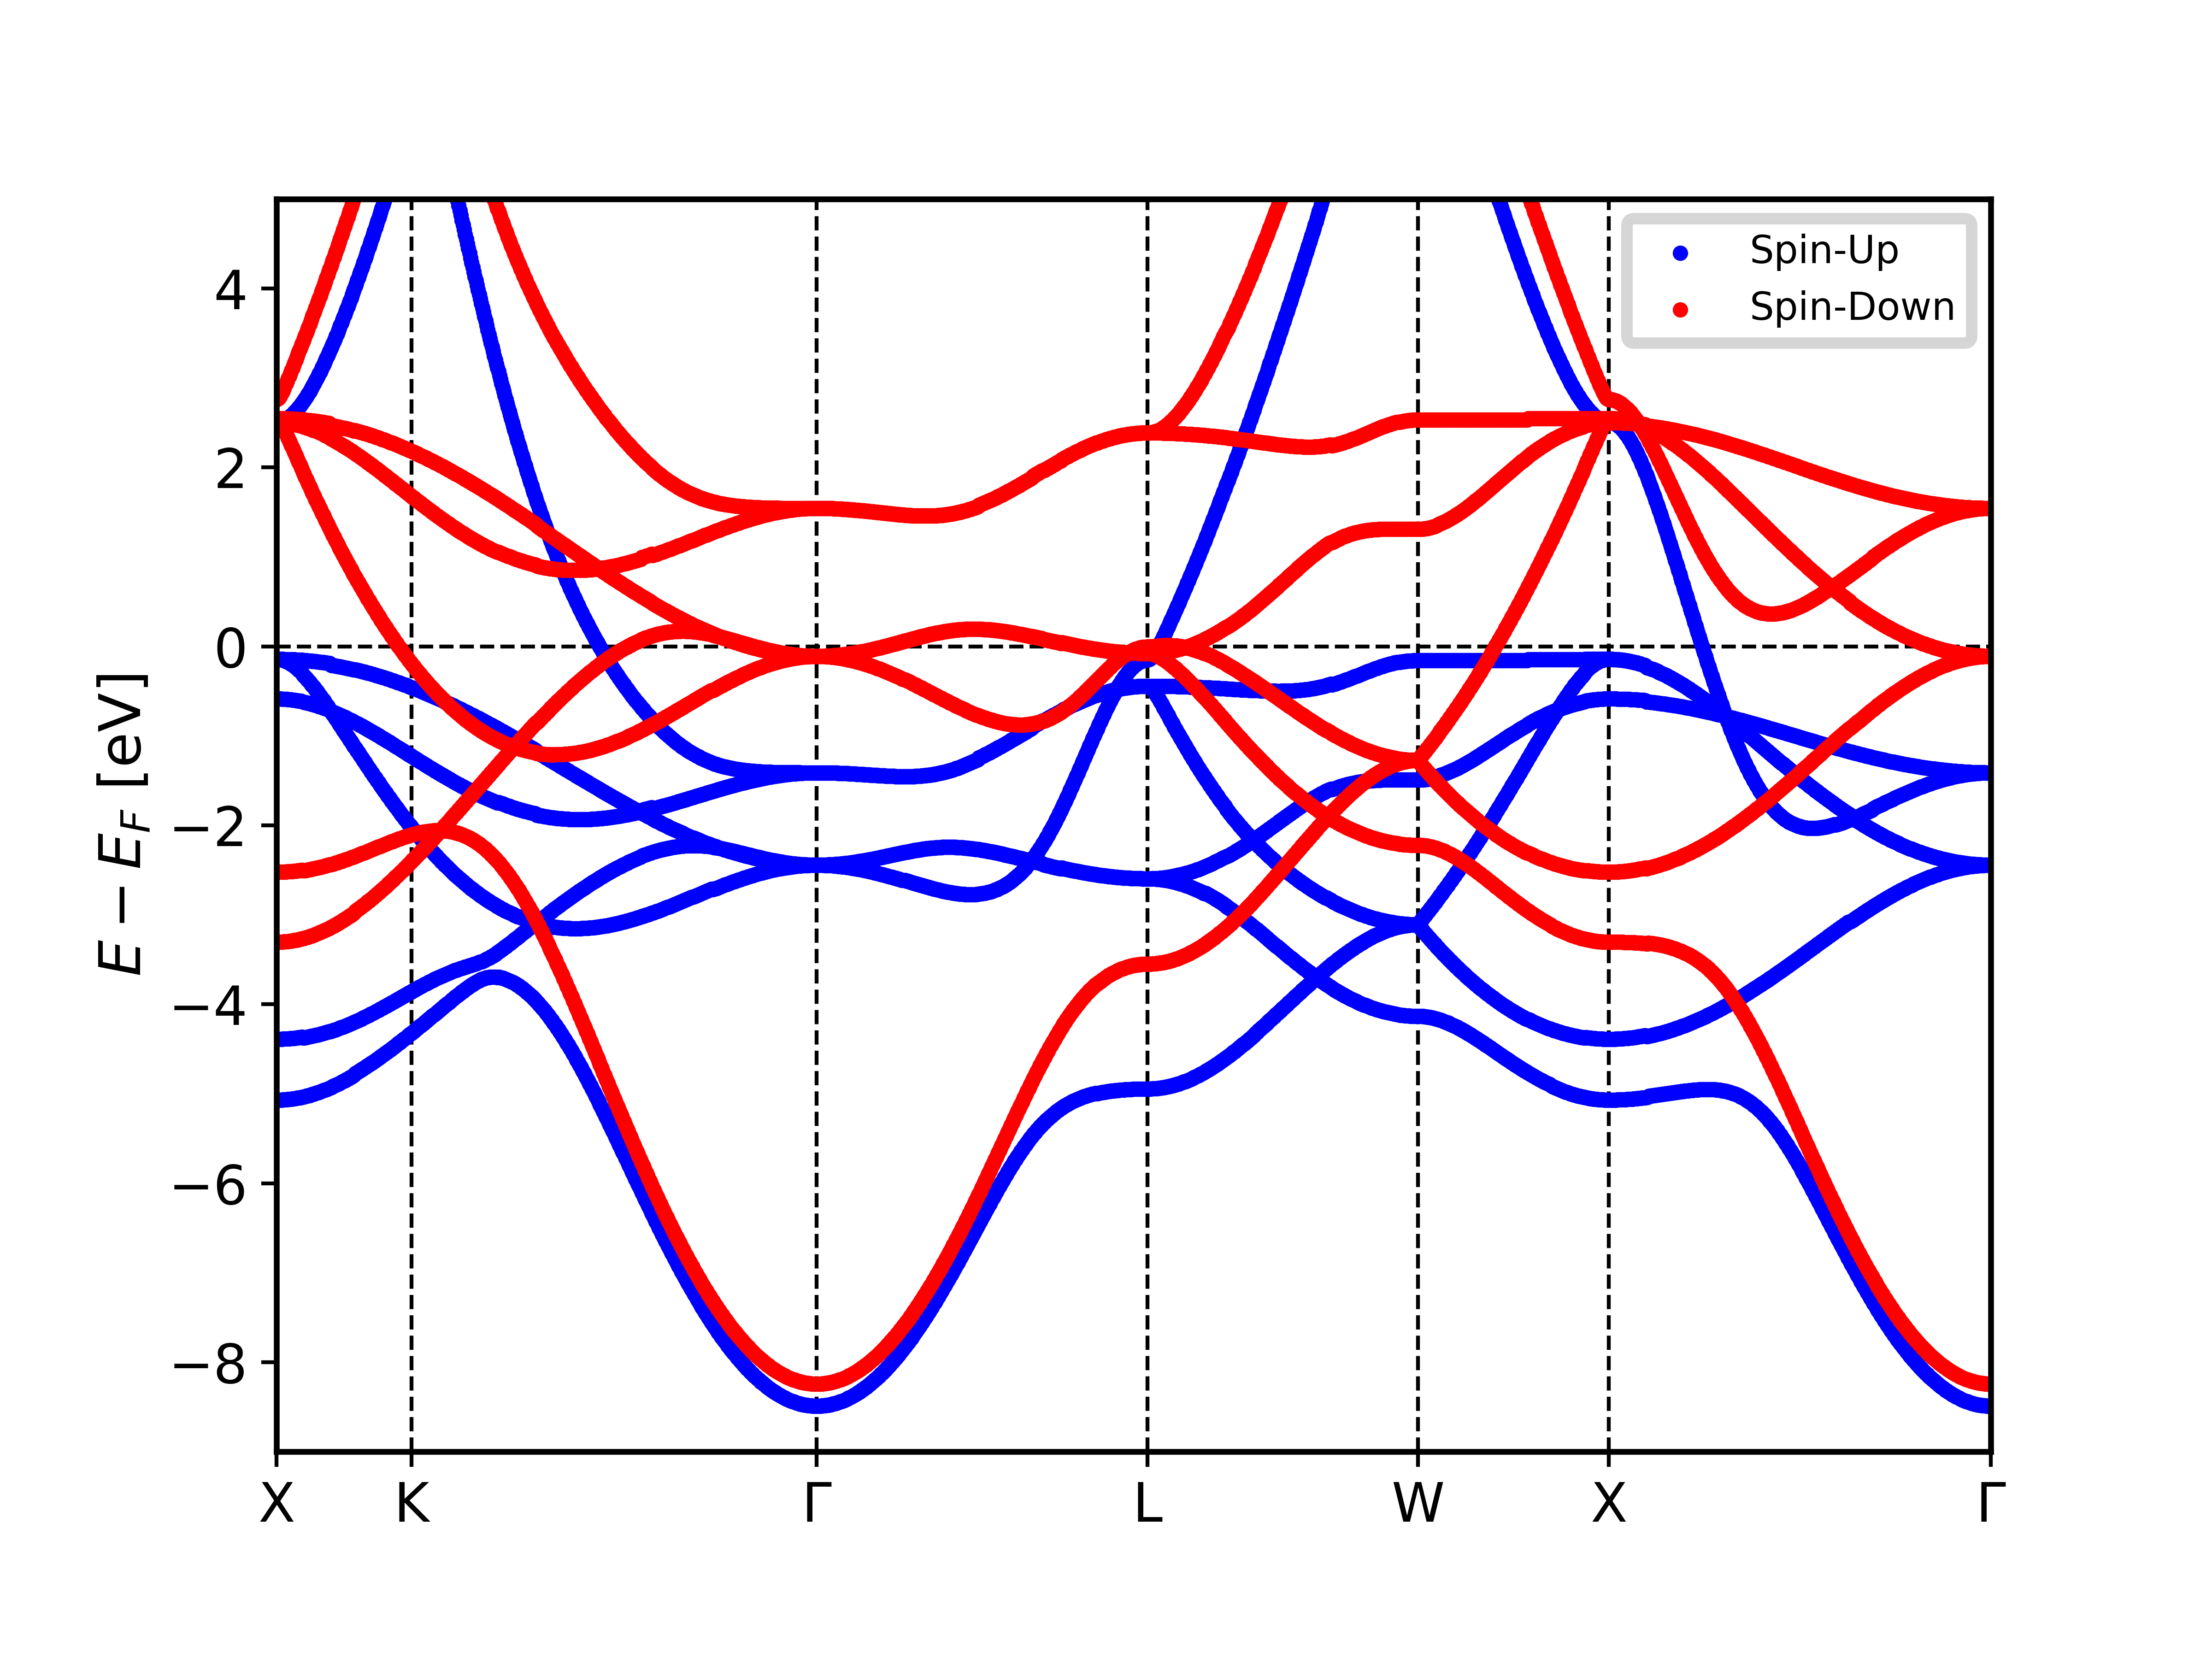 Spin-Up
Spin-Down
4
2
0
−2
−4
−6
−8
E − E_F [eV]
X K Γ L W X Γ